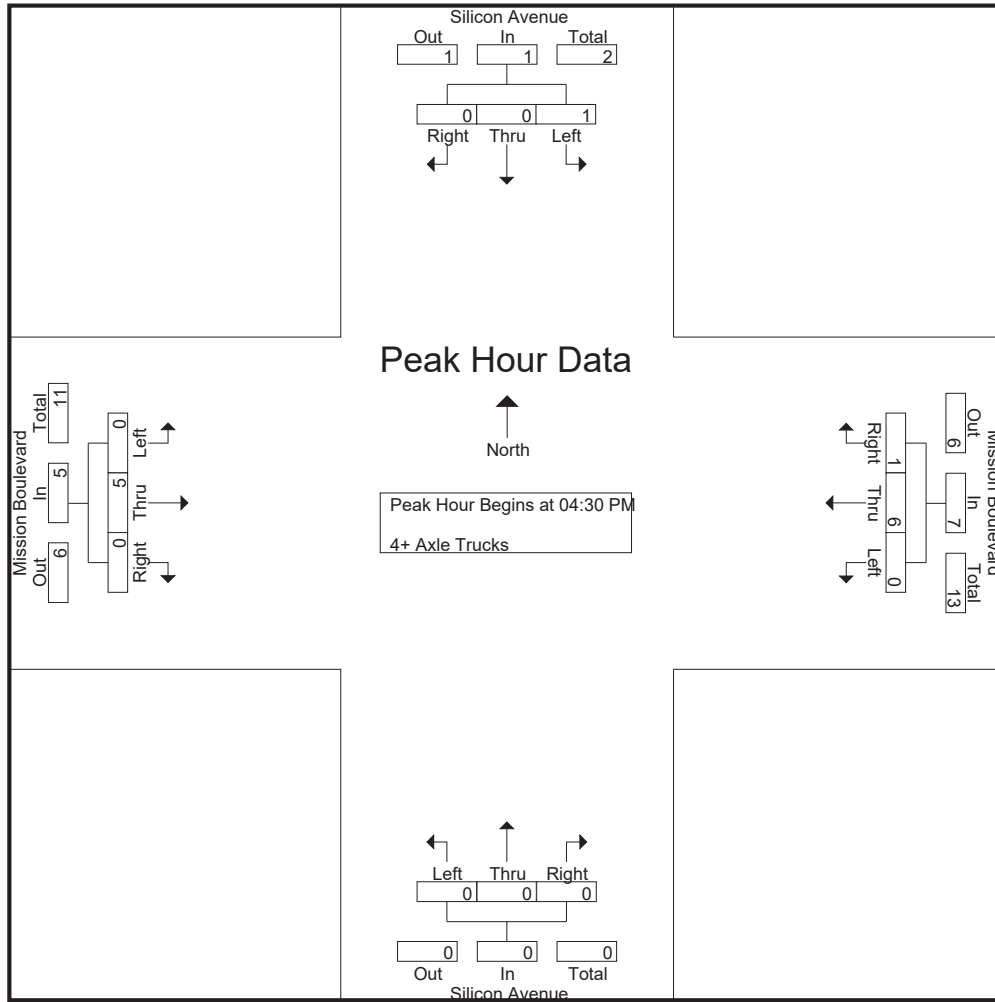 Silicon Avenue
Out In Total
1 1 2
0 0 1
Right Thru Left
Peak Hour Data
North
Peak Hour Begins at 04:30 PM
4+ Axle Trucks
Mission Boulevard
Out In Total
6 5 11
0 5 0
Right Thru Left
Mission Boulevard
Out In Total
6 7 13
1 6 0
Right Thru Left
Left Thru Right
0 0 0
0 0 0
Out In Total
Silicon Avenue